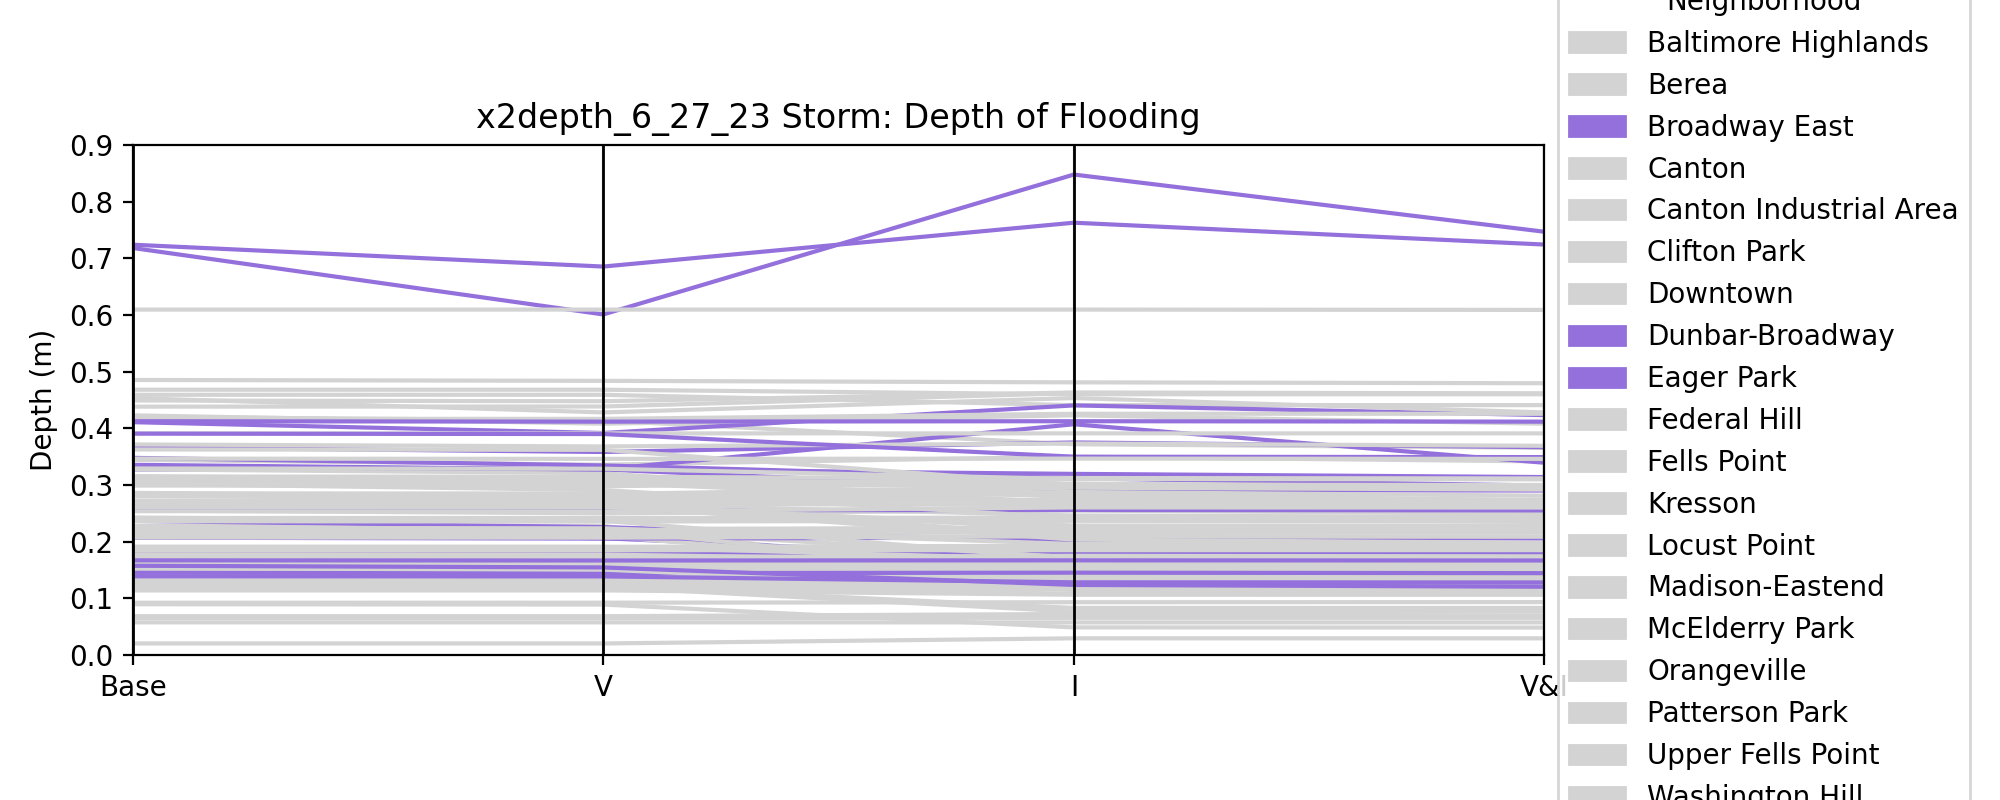 x2depth_6_27_23 Storm: Depth of Flooding
Depth (m)
0.9
0.8
0.7
0.6
0.5
0.4
0.3
0.2
0.1
0.0
Base
V
I
V&I
Neighborhood
Baltimore Highlands
Berea
Broadway East
Canton
Canton Industrial Area
Clifton Park
Downtown
Dunbar-Broadway
Eager Park
Federal Hill
Fells Point
Kresson
Locust Point
Madison-Eastend
McElderry Park
Orangeville
Patterson Park
Upper Fells Point
Washington Hill